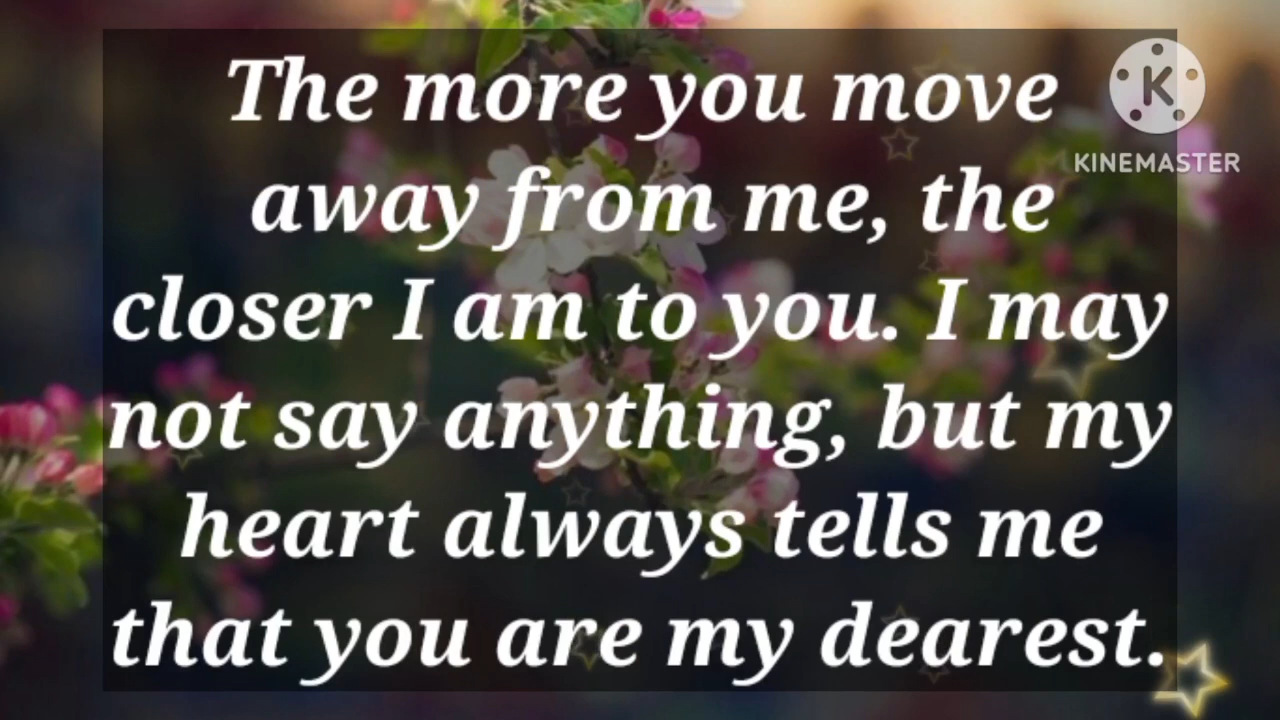 The more you move
away from me, the
closer I am to you. I may
not say anything, but my
heart always tells me
that you are my dearest.
K
KINEMASTER